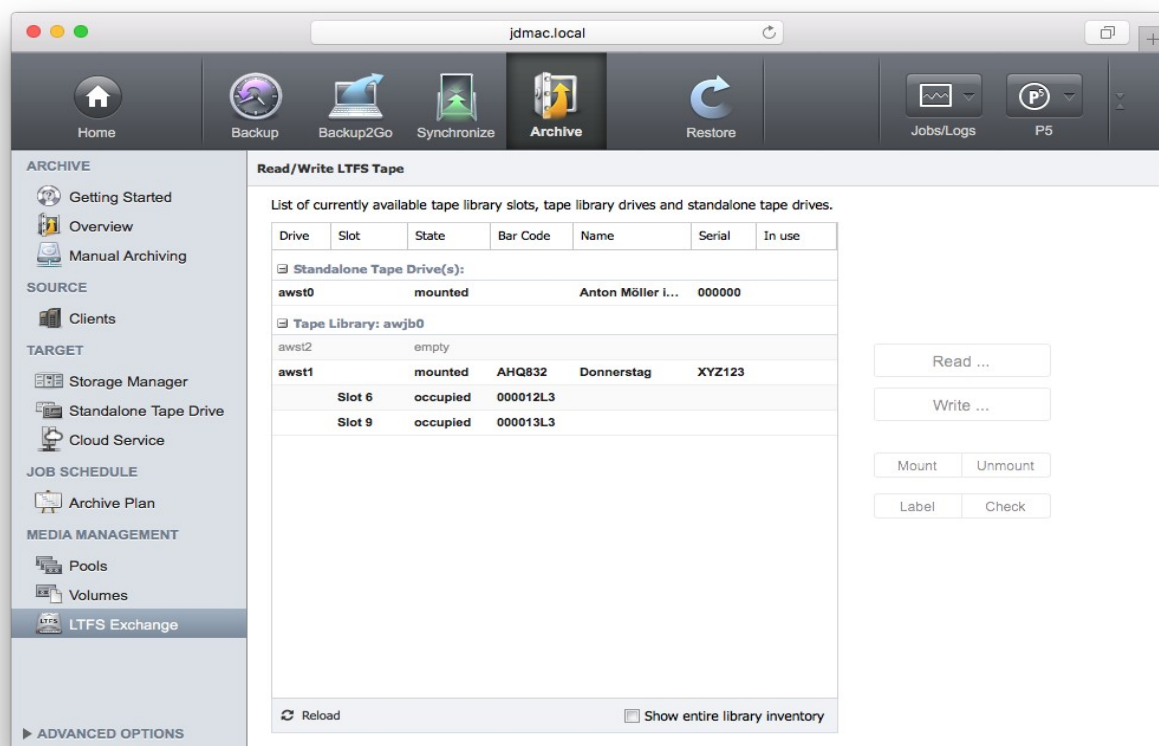 jdmac.local
Home
Backup
Backup2Go
Synchronize
Archive
Restore
Jobs/Logs
P5
ARCHIVE
Getting Started
Overview
Manual Archiving
SOURCE
Clients
TARGET
Storage Manager
Standalone Tape Drive
Cloud Service
JOB SCHEDULE
Archive Plan
MEDIA MANAGEMENT
Pools
Volumes
LTFS
LTFS Exchange
ADVANCED OPTIONS
Read/Write LTFS Tape
List of currently available tape library slots, tape library drives and standalone tape drives.
Drive Slot State Bar Code Name Serial In use
Standalone Tape Drive(s):
awst0 mounted Anton Möller i... 000000
Tape Library: awjb0
awst2 empty
awst1 mounted AHQ832 Donnerstag XYZ123
Slot 6 occupied 000012L3
Slot 9 occupied 000013L3
Reload
Show entire library inventory
Read ...
Write ...
Mount Unmount
Label Check